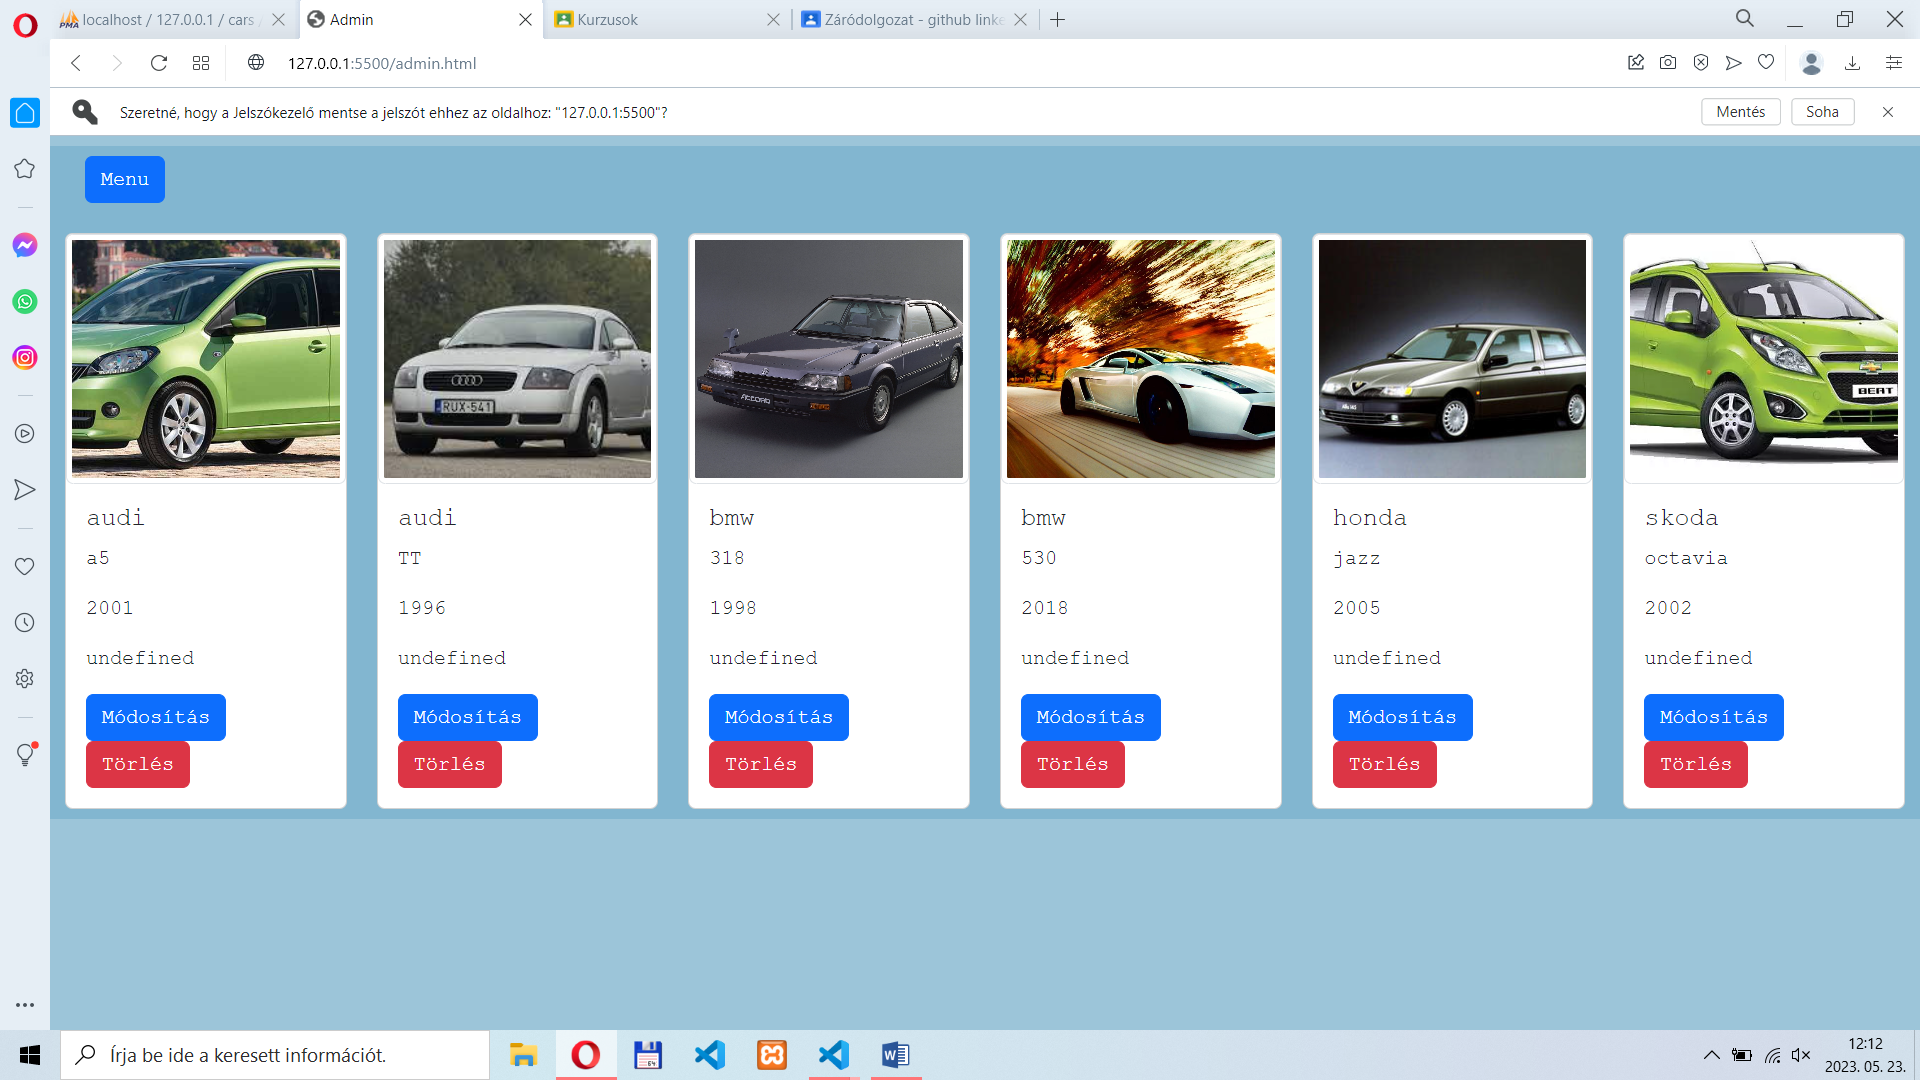 localhost / 127.0.0.1 / cars /
Admin
Kurzusok
Záródolgozat - github linke
127.0.0.1:5500/admin.html
Szeretné, hogy a Jelszókezelő mentse a jelszót ehhez az oldalhoz: "127.0.0.1:5500"?
Mentés
Soha
Menu
RUX-541
ACCORD
BEAT
audi
a5
2001
undefined
Módosítás
Törlés
audi
TT
1996
undefined
Módosítás
Törlés
bmw
318
1998
undefined
Módosítás
Törlés
bmw
530
2018
undefined
Módosítás
Törlés
honda
jazz
2005
undefined
Módosítás
Törlés
skoda
octavia
2002
undefined
Módosítás
Törlés
Írja be ide a keresett információt.
12:12
2023. 05. 23.